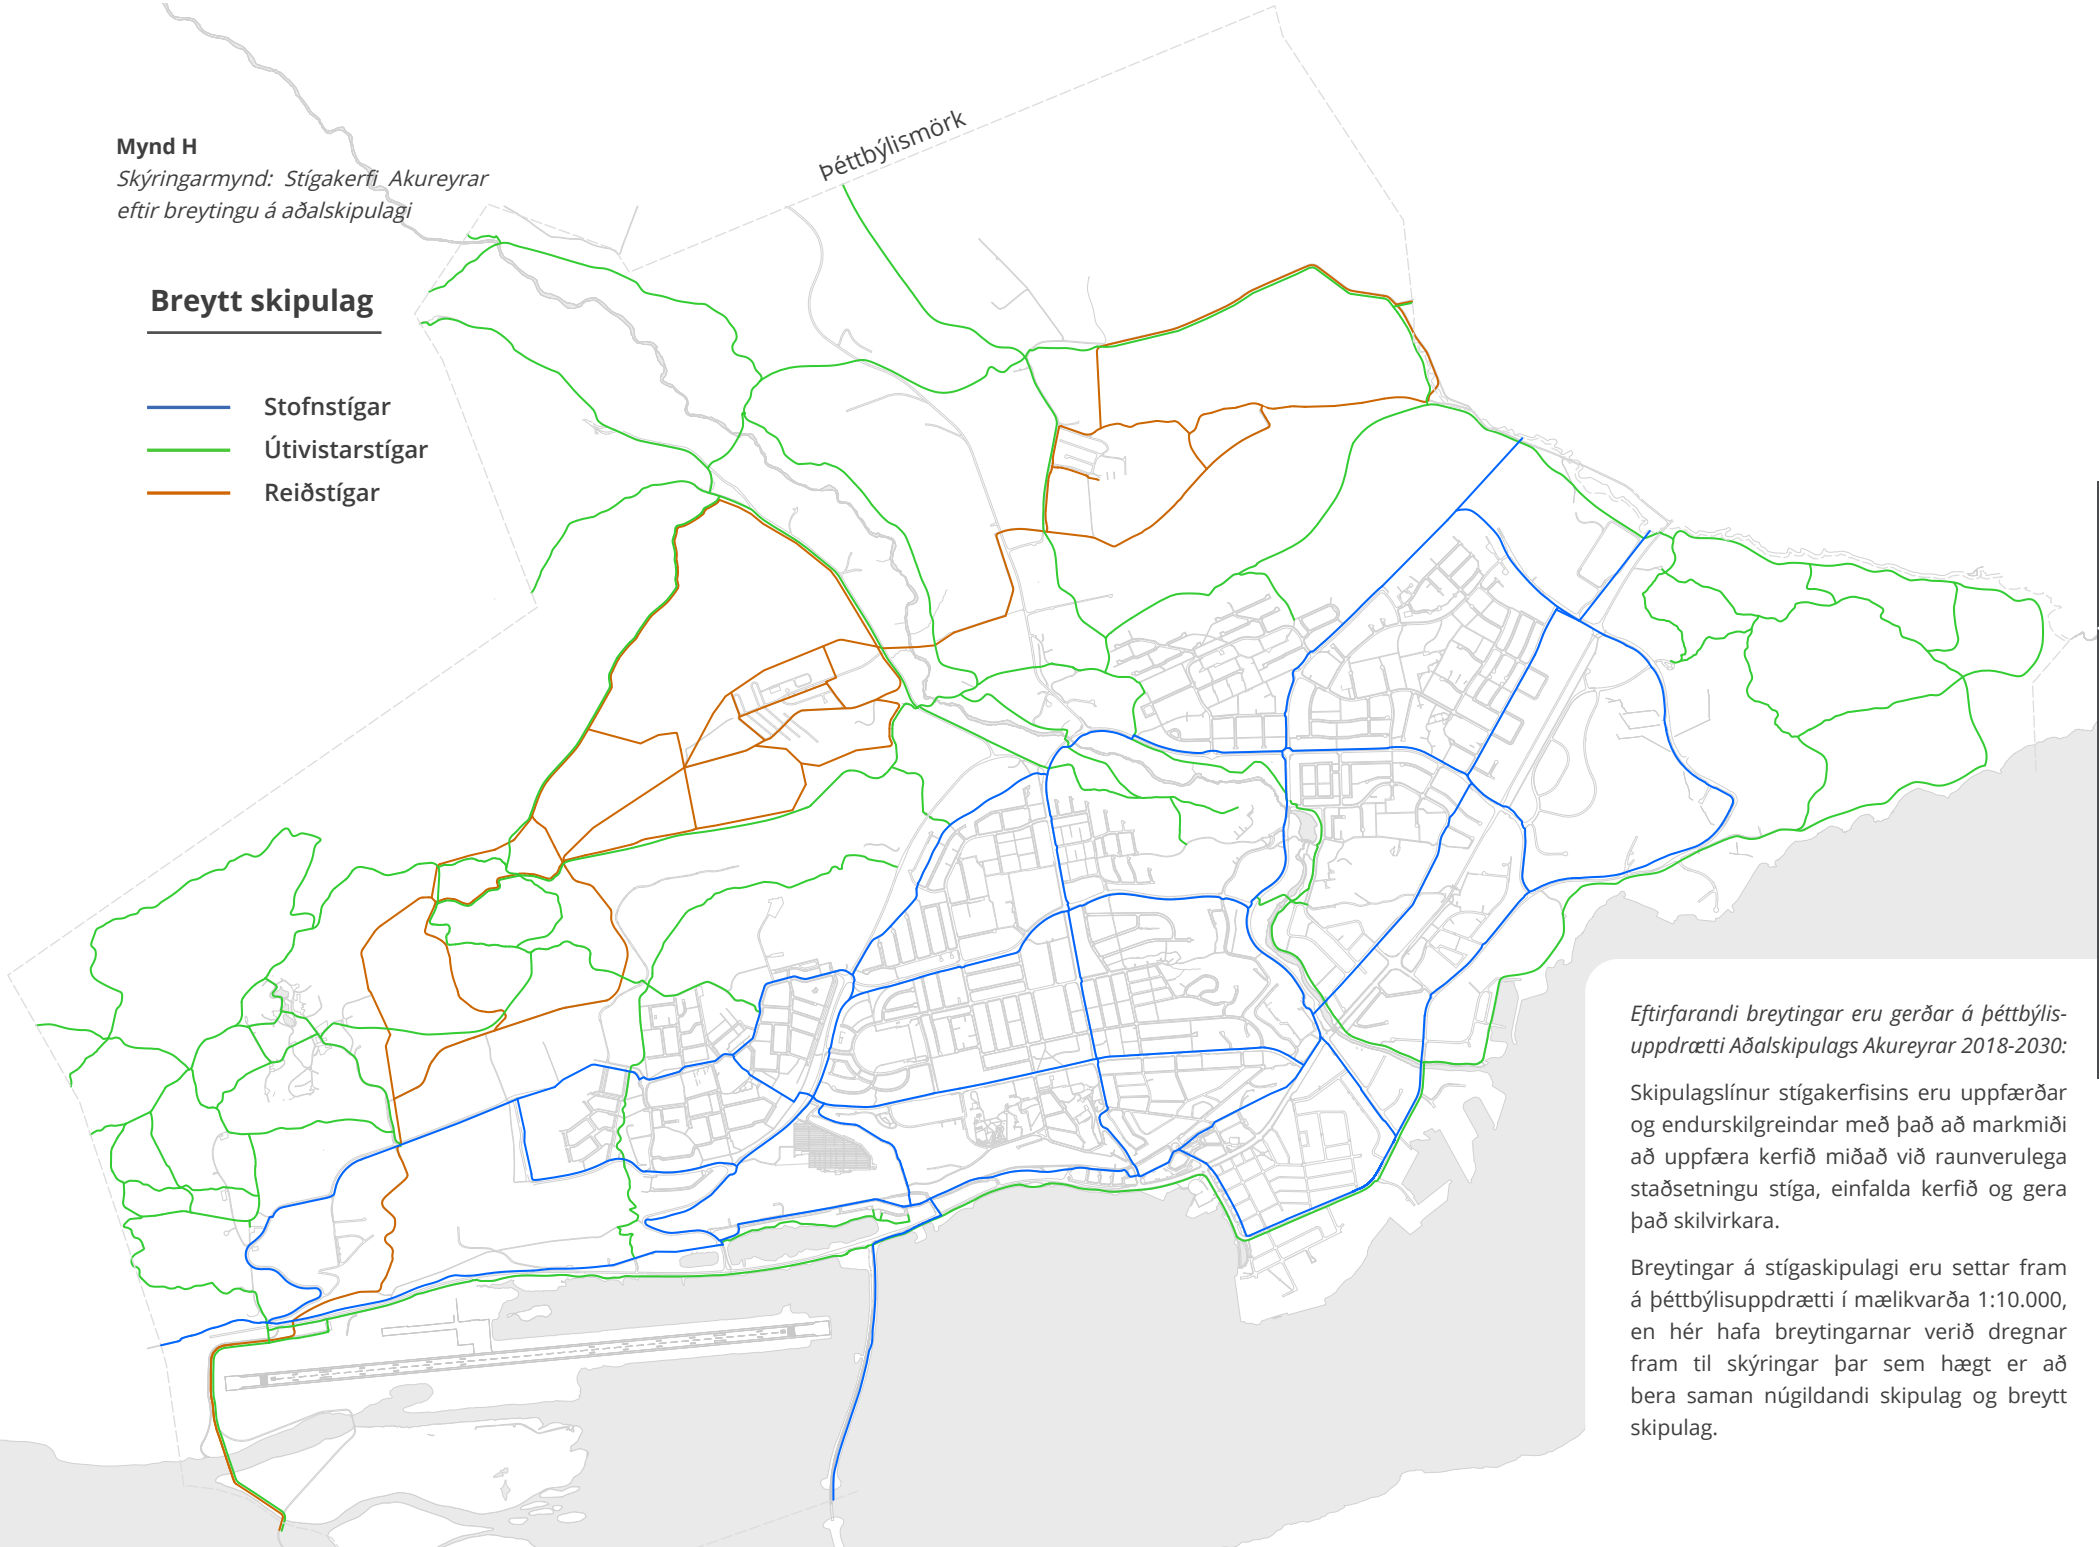 Mynd H
Skýringarmynd: Stígakerfi Akureyrar
eftir breytingu á aðalskipulagi
Breytt skipulag
Stofnstígar
Útivistarstígar
Reiðstígar
Þéttbýlismörk
Eftirfarandi breytingar eru gerðar á þéttbýlis-
uppdrætti Aðalskipulags Akureyrar 2018-2030:
Skipulagslínur stígakerfisins eru uppfærðar
og endurskilgreindar með það að markmiði
að uppfæra kerfið miðað við raunverulega
staðsetningu stíga, einfalda kerfið og gera
það skilvirkara.
Breytingar á stígaskipulagi eru settar fram
á þéttbýlisuppdrætti í mælikvarða 1:10.000,
en hér hafa breytingarnar verið dregnar
fram til skýringar þar sem hægt er að
bera saman núgildandi skipulag og breytt
skipulag.